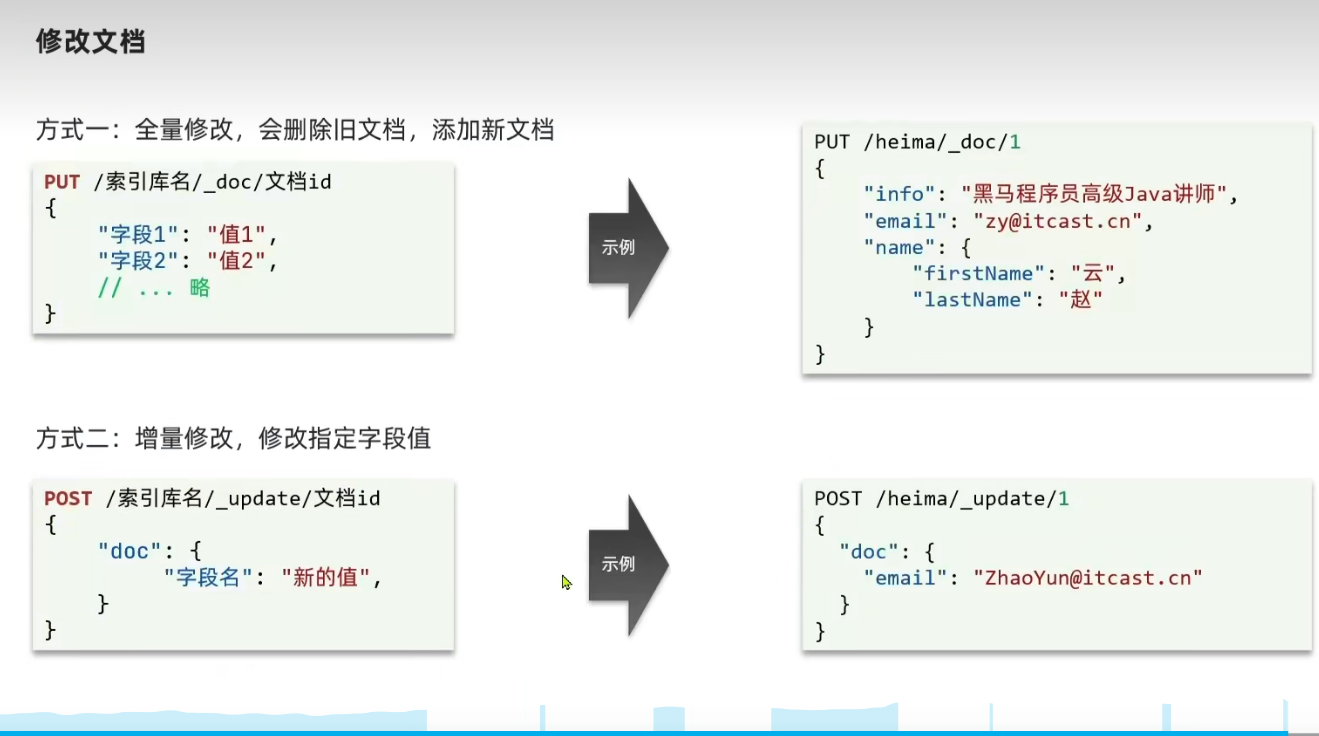 修改文档
方式一：全量修改，会删除旧文档，添加新文档
PUT /索引库名/_doc/文档id
{
    "字段1": "值1",
    "字段2": "值2",
    // ... 略
}
示例
PUT /heima/_doc/1
{
    "info": "黑马程序员高级Java讲师",
    "email": "zy@itcast.cn",
    "name": {
        "firstName": "云",
        "lastName": "赵"
    }
}
方式二：增量修改，修改指定字段值
POST /索引库名/_update/文档id
{
    "doc": {
         "字段名": "新的值",
    }
}
示例
POST /heima/_update/1
{
  "doc": {
    "email": "ZhaoYun@itcast.cn"
  }
}